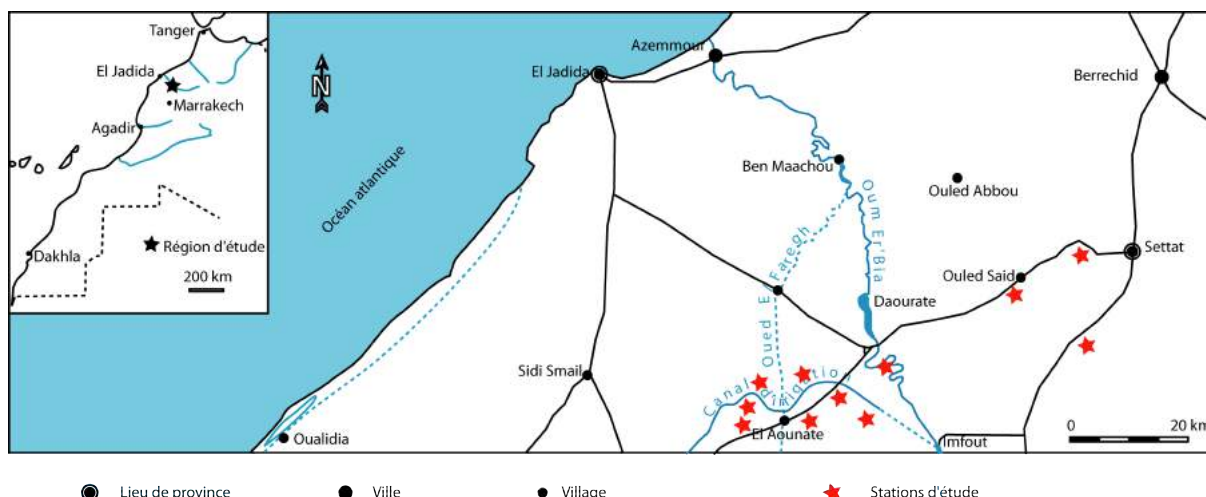 Tanger
El Jadida
Marrakech
Agadir
Dakhla
Région d'étude
200 km
N
Océan atlantique
Azemmour
El Jadida
Berrechid
Ben Maachou
Ouled Abbou
Oum Er'Bia
Oued El Faregh
Settat
Ouled Said
Daourate
Sidi Smail
Canal d'irrigation
El Aounate
Oualidia
Imfout
0 20 km
Lieu de province Ville Village Stations d'étude